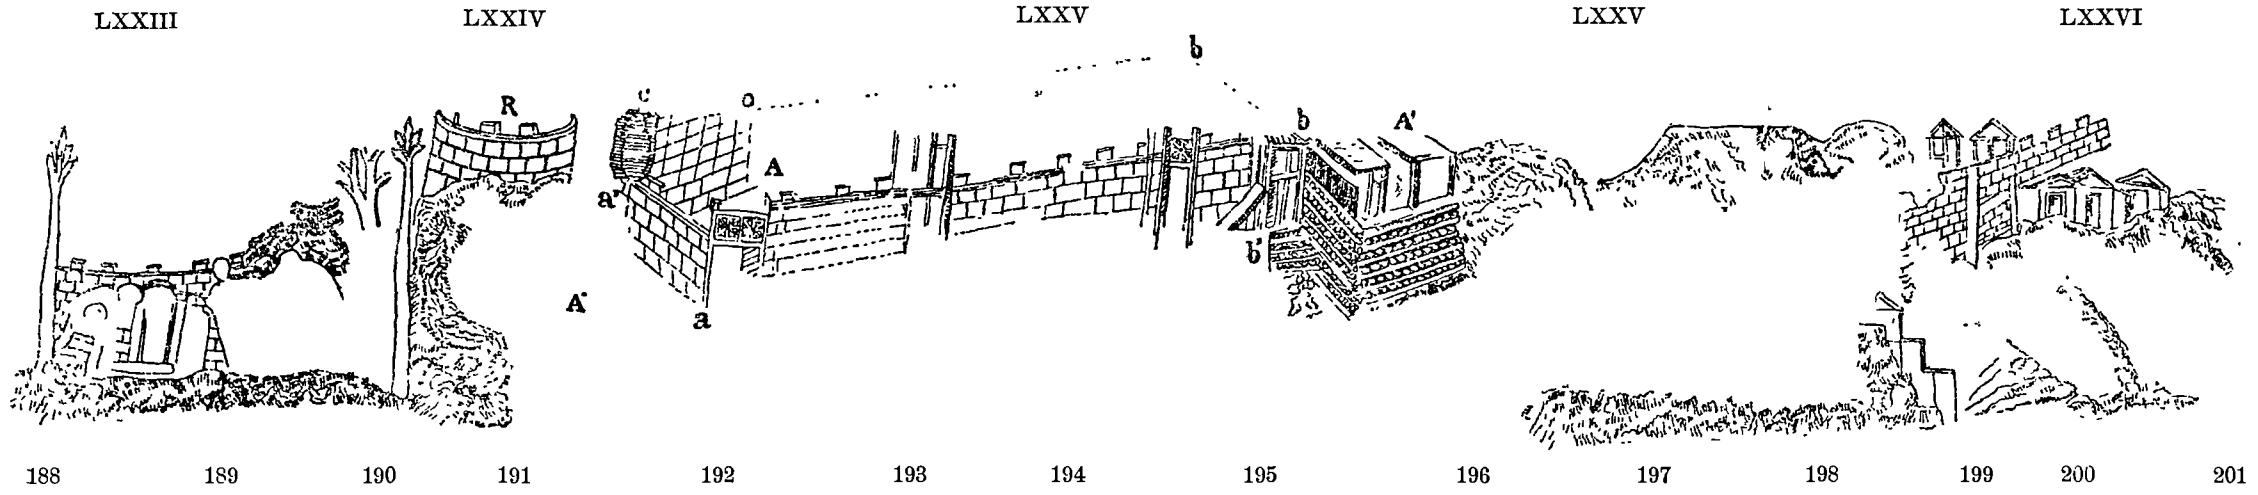 LXXIII LXXIV LXXV LXXV LXXVI
b
R c o b A'
A
a'
b'
A'
a
188 189 190 191 192 193 194 195 196 197 198 199 200 201